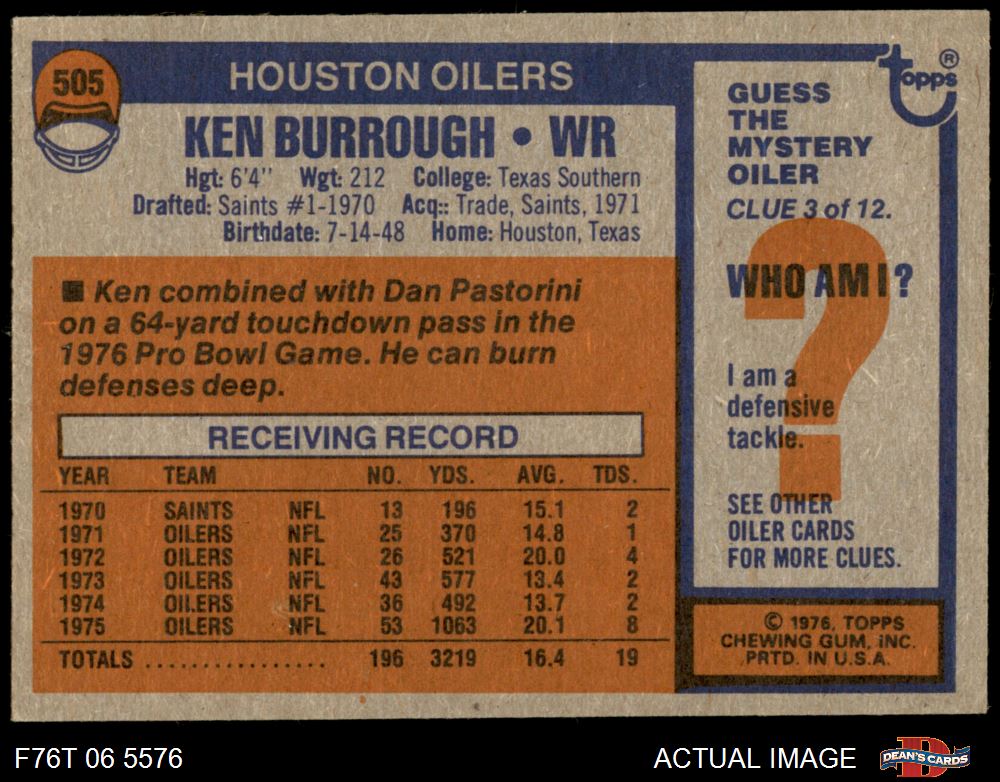 505
HOUSTON OILERS
KEN BURROUGH • WR
Hgt: 6'4" Wgt: 212 College: Texas Southern
Drafted: Saints #1-1970 Acq:: Trade, Saints, 1971
Birthdate: 7-14-48 Home: Houston, Texas
■ Ken combined with Dan Pastorini
on a 64-yard touchdown pass in the
1976 Pro Bowl Game. He can burn
defenses deep.
RECEIVING RECORD
YEAR TEAM NO. YDS. AVG. TDS.
1970 SAINTS NFL 13 196 15.1 2
1971 OILERS NFL 25 370 14.8 1
1972 OILERS NFL 26 521 20.0 4
1973 OILERS NFL 43 577 13.4 2
1974 OILERS NFL 36 492 13.7 2
1975 OILERS NFL 53 1063 20.1 8
TOTALS ................ 196 3219 16.4 19
topps ®
GUESS
THE
MYSTERY
OILER
CLUE 3 of 12.
WHO AM I?
I am a
defensive
tackle.
SEE OTHER
OILER CARDS
FOR MORE CLUES.
© 1976, TOPPS
CHEWING GUM, INC.
PRTD. IN U.S.A.
F76T 06 5576
ACTUAL IMAGE
DEAN'S CARDS